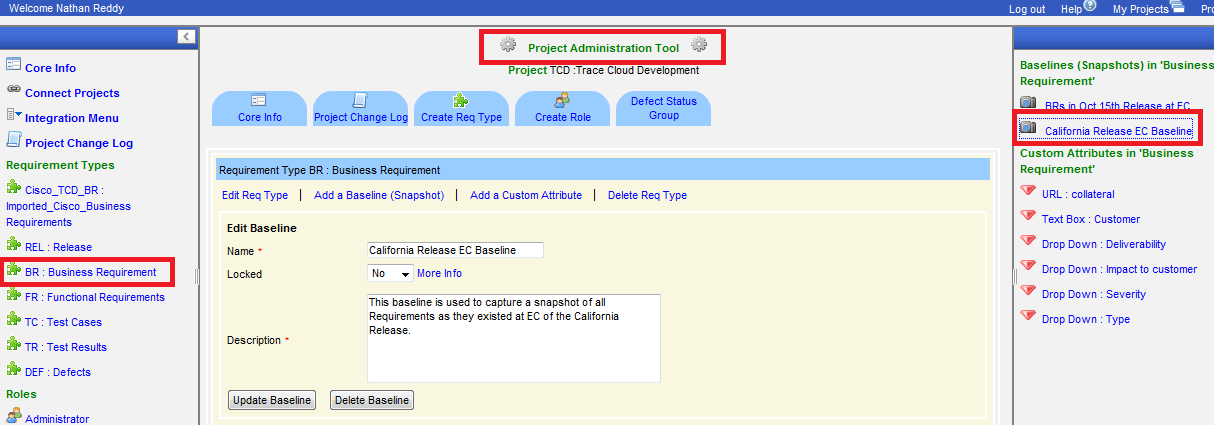 Welcome Nathan Reddy
Log out Help My Projects Pro
Core Info
Connect Projects
Integration Menu
Project Change Log
Requirement Types
Cisco_TCD_BR :
Imported_Cisco_Business
Requirements
REL : Release
BR : Business Requirement
FR : Functional Requirements
TC : Test Cases
TR : Test Results
DEF : Defects
Roles
Administrator
Project Administration Tool
Project TCD :Trace Cloud Development
Core Info
Project Change Log
Create Req Type
Create Role
Defect Status
Group
Requirement Type BR : Business Requirement
Edit Req Type | Add a Baseline (Snapshot) | Add a Custom Attribute | Delete Req Type
Edit Baseline
Name * California Release EC Baseline
Locked No More Info
Description *
This baseline is used to capture a snapshot of all
Requirements as they existed at EC of the California
Release.
Update Baseline Delete Baseline
Baselines (Snapshots) in 'Business
Requirement'
BRs in Oct 15th Release at EC
California Release EC Baseline
Custom Attributes in 'Business
Requirement'
URL : collateral
Text Box : Customer
Drop Down : Deliverability
Drop Down : Impact to customer
Drop Down : Severity
Drop Down : Type